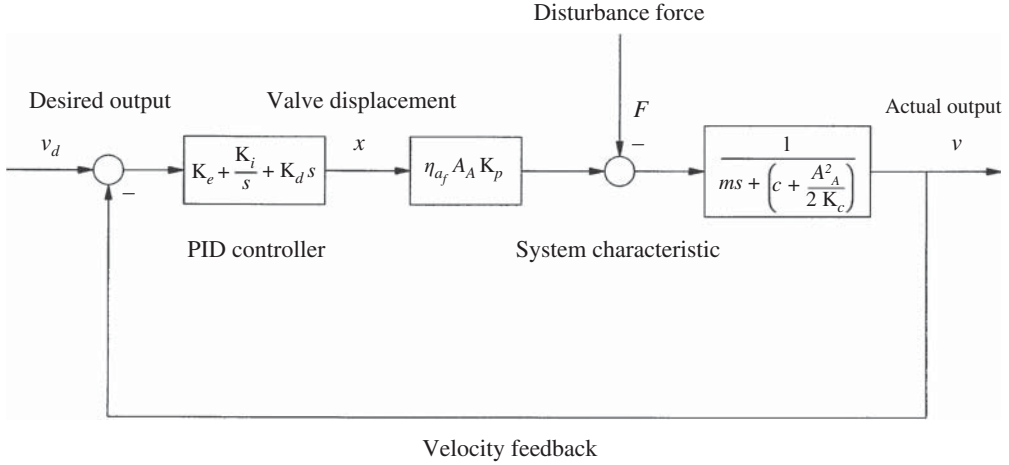 Disturbance force
Desired output
Valve displacement
F
Actual output
v_d
K_e + K_i/s + K_d s
x
η_{a_f} A_A K_p
−
1/(ms + (c + A²_A/(2 K_c)))
v
−
PID controller
System characteristic
Velocity feedback